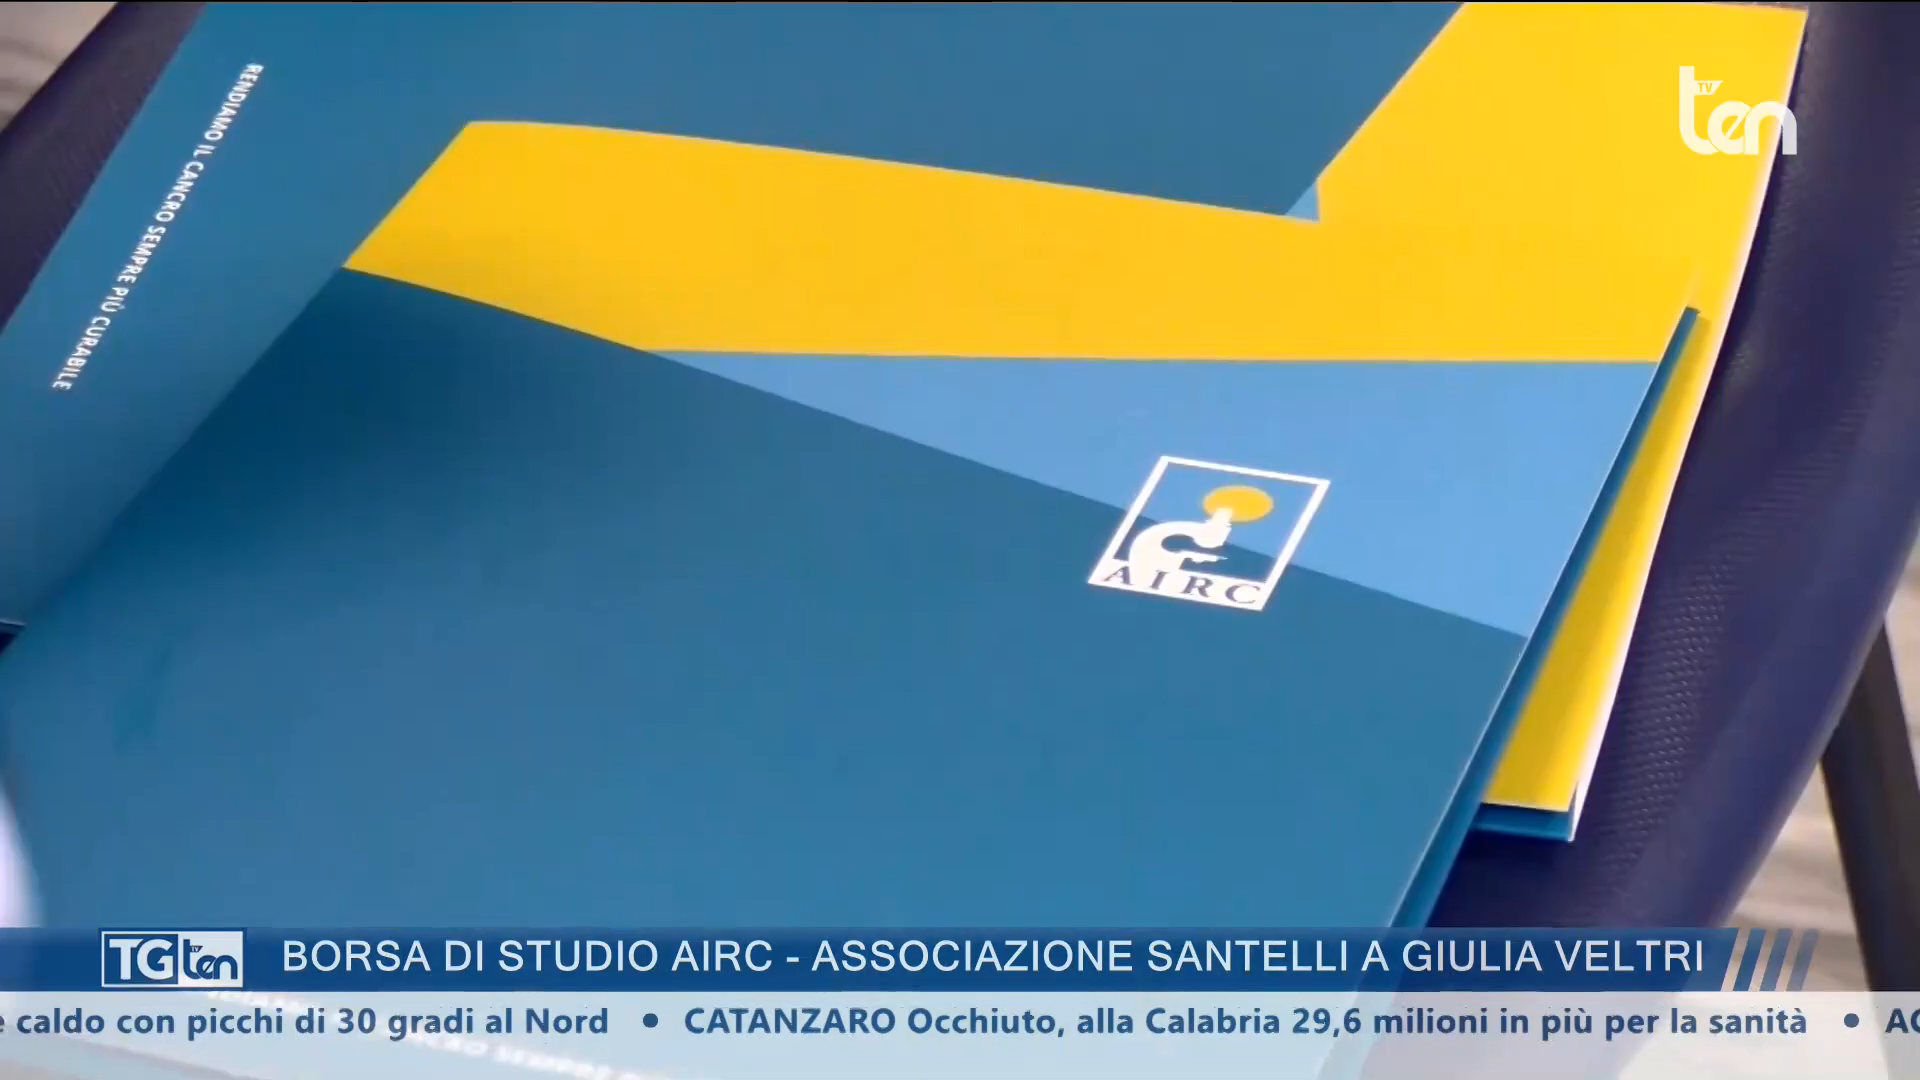 RENDIAMO IL CANCRO SEMPRE PIÙ CURABILE
TV
ten
AIRC
TG TV ten
BORSA DI STUDIO AIRC - ASSOCIAZIONE SANTELLI A GIULIA VELTRI
e caldo con picchi di 30 gradi al Nord • CATANZARO Occhiuto, alla Calabria 29,6 milioni in più per la sanità •